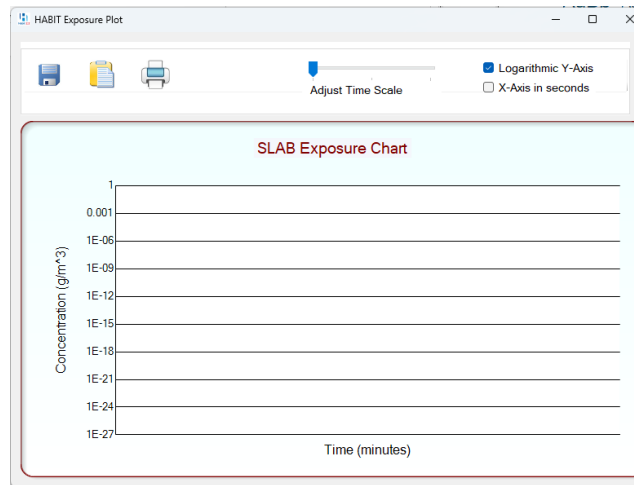 HABIT Exposure Plot
Adjust Time Scale
Logarithmic Y-Axis
X-Axis in seconds
SLAB Exposure Chart
Concentration (g/m^3)
1
0.001
1E-06
1E-09
1E-12
1E-15
1E-18
1E-21
1E-24
1E-27
Time (minutes)